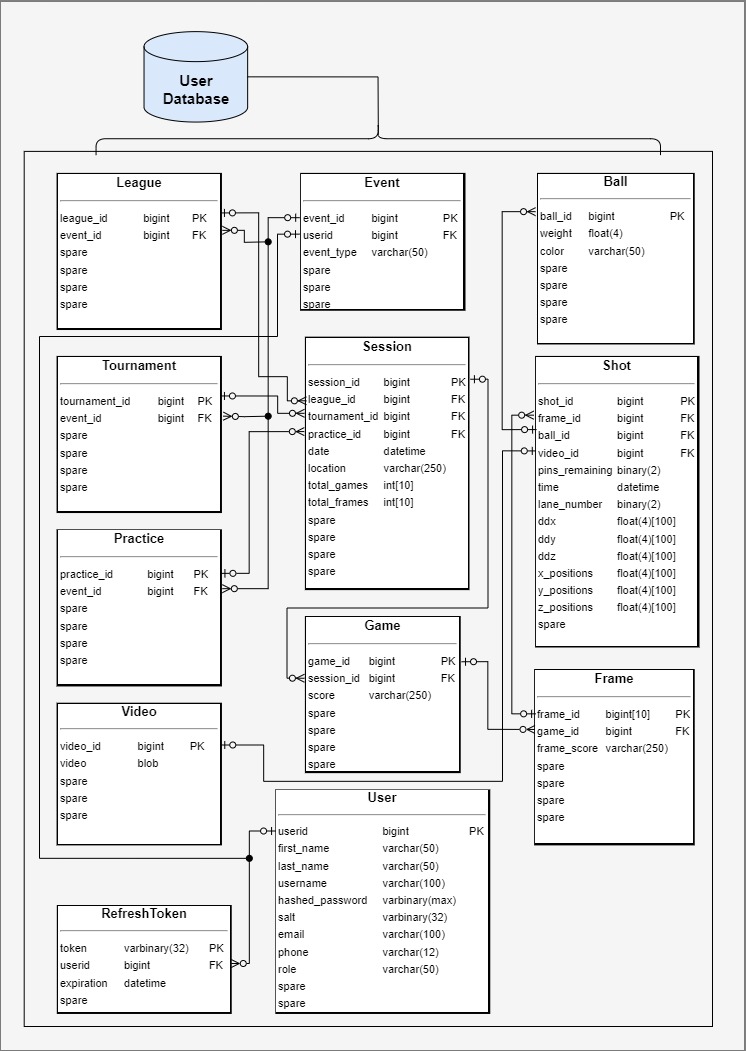 User
Database
League
league_id bigint PK
event_id bigint FK
spare
spare
spare
spare
Event
event_id bigint PK
userid bigint FK
event_type varchar(50)
spare
spare
spare
Ball
ball_id bigint PK
weight float(4)
color varchar(50)
spare
spare
spare
spare
Tournament
tournament_id bigint PK
event_id bigint FK
spare
spare
spare
spare
Session
session_id bigint PK
league_id bigint FK
tournament_id bigint FK
practice_id bigint FK
date datetime
location varchar(250)
total_games int[10]
total_frames int[10]
spare
spare
spare
spare
Shot
shot_id bigint PK
frame_id bigint FK
ball_id bigint FK
video_id bigint FK
pins_remaining binary(2)
time datetime
lane_number binary(2)
ddx float(4)[100]
ddy float(4)[100]
ddz float(4)[100]
x_positions float(4)[100]
y_positions float(4)[100]
z_positions float(4)[100]
spare
Practice
practice_id bigint PK
event_id bigint FK
spare
spare
spare
spare
Game
game_id bigint PK
session_id bigint FK
score varchar(250)
spare
spare
spare
spare
Frame
frame_id bigint[10] PK
game_id bigint FK
frame_score varchar(250)
spare
spare
spare
spare
Video
video_id bigint PK
video blob
spare
spare
spare
User
userid bigint PK
first_name varchar(50)
last_name varchar(50)
username varchar(100)
hashed_password varbinary(max)
salt varbinary(32)
email varchar(100)
phone varchar(12)
role varchar(50)
spare
spare
RefreshToken
token varbinary(32) PK
userid bigint FK
expiration datetime
spare